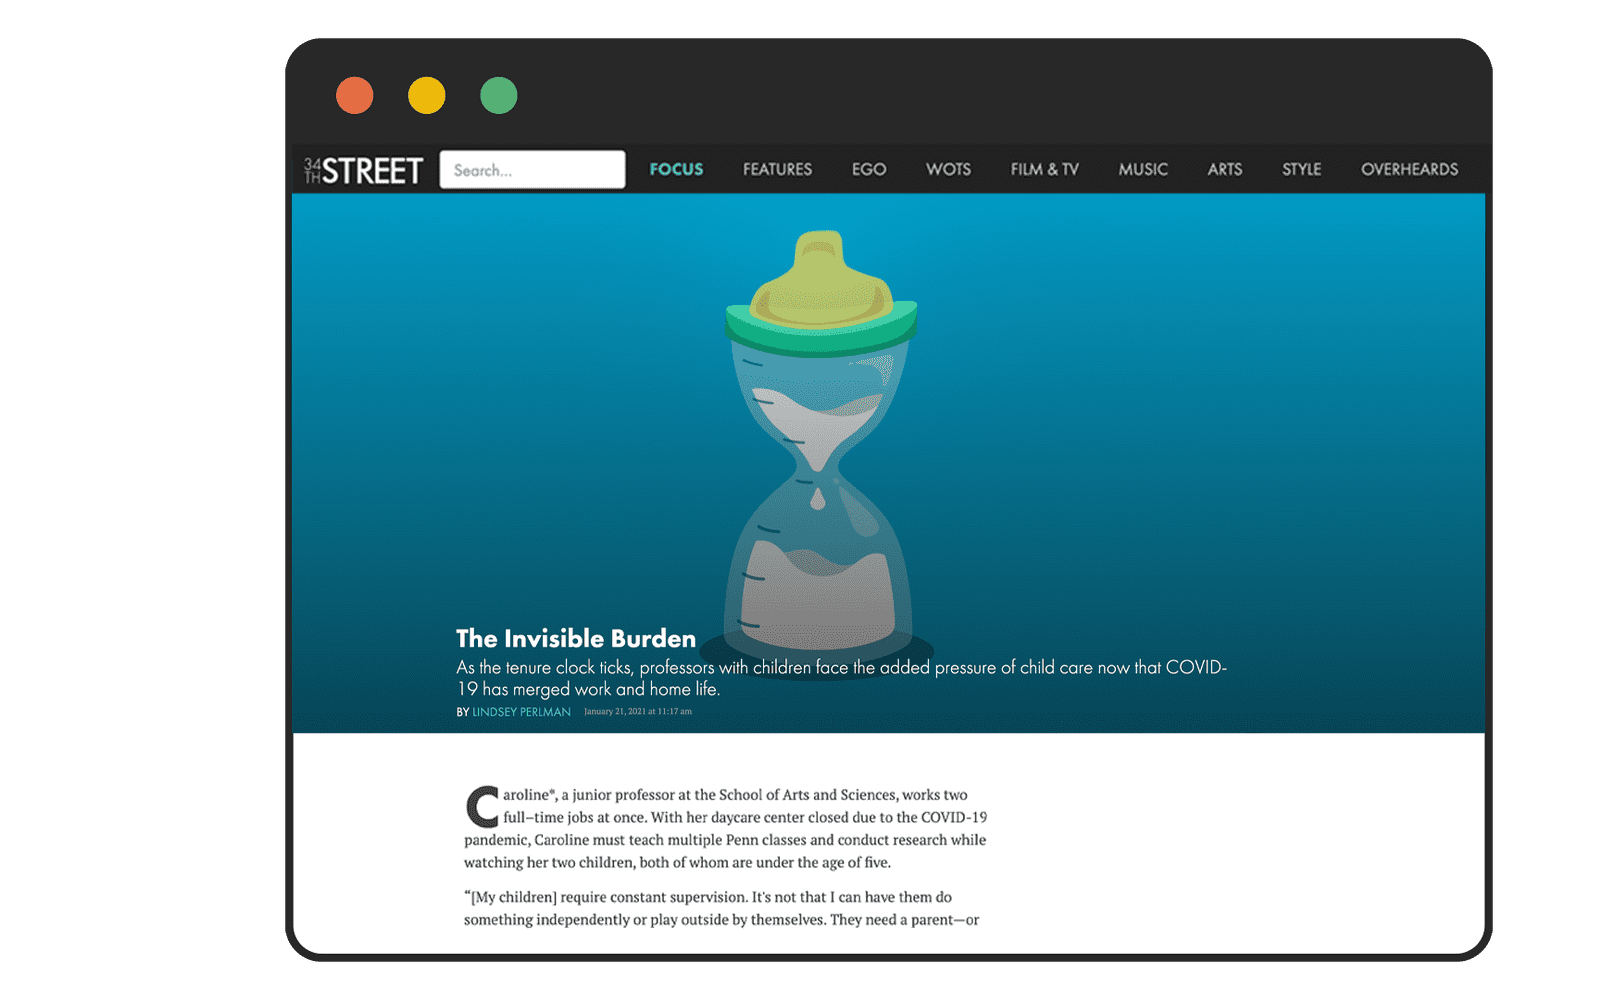 34TH STREET Search... FOCUS FEATURES EGO WOTS FILM & TV MUSIC ARTS STYLE OVERHEARDS
The Invisible Burden
As the tenure clock ticks, professors with children face the added pressure of child care now that COVID-
19 has merged work and home life.
BY LINDSEY PERLMAN January 21, 2021 at 11:17 am
Caroline*, a junior professor at the School of Arts and Sciences, works two
full–time jobs at once. With her daycare center closed due to the COVID-19
pandemic, Caroline must teach multiple Penn classes and conduct research while
watching her two children, both of whom are under the age of five.
“[My children] require constant supervision. It's not that I can have them do
something independently or play outside by themselves. They need a parent—or